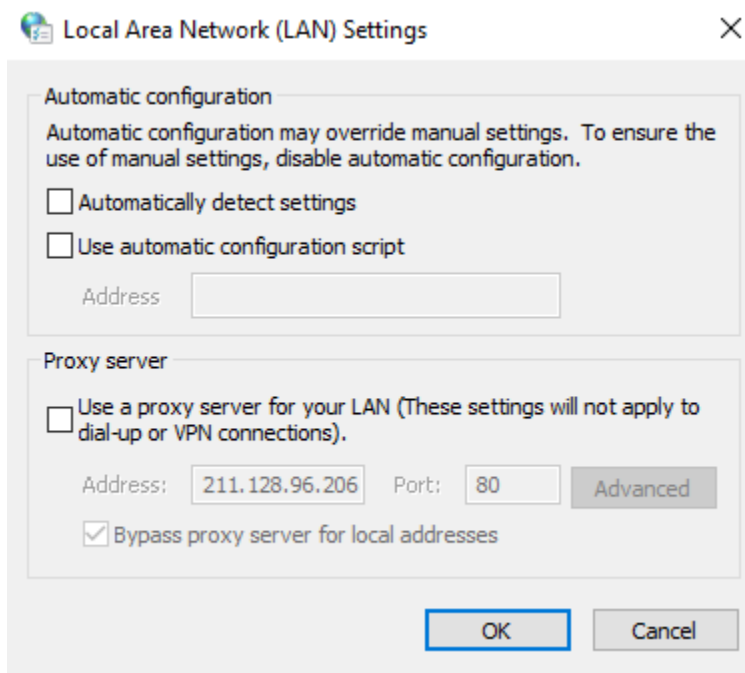 Local Area Network (LAN) Settings
Automatic configuration
Automatic configuration may override manual settings. To ensure the
use of manual settings, disable automatic configuration.
Automatically detect settings
Use automatic configuration script
Address
Proxy server
Use a proxy server for your LAN (These settings will not apply to
dial-up or VPN connections).
Address: 211.128.96.206 Port: 80 Advanced
Bypass proxy server for local addresses
OK Cancel